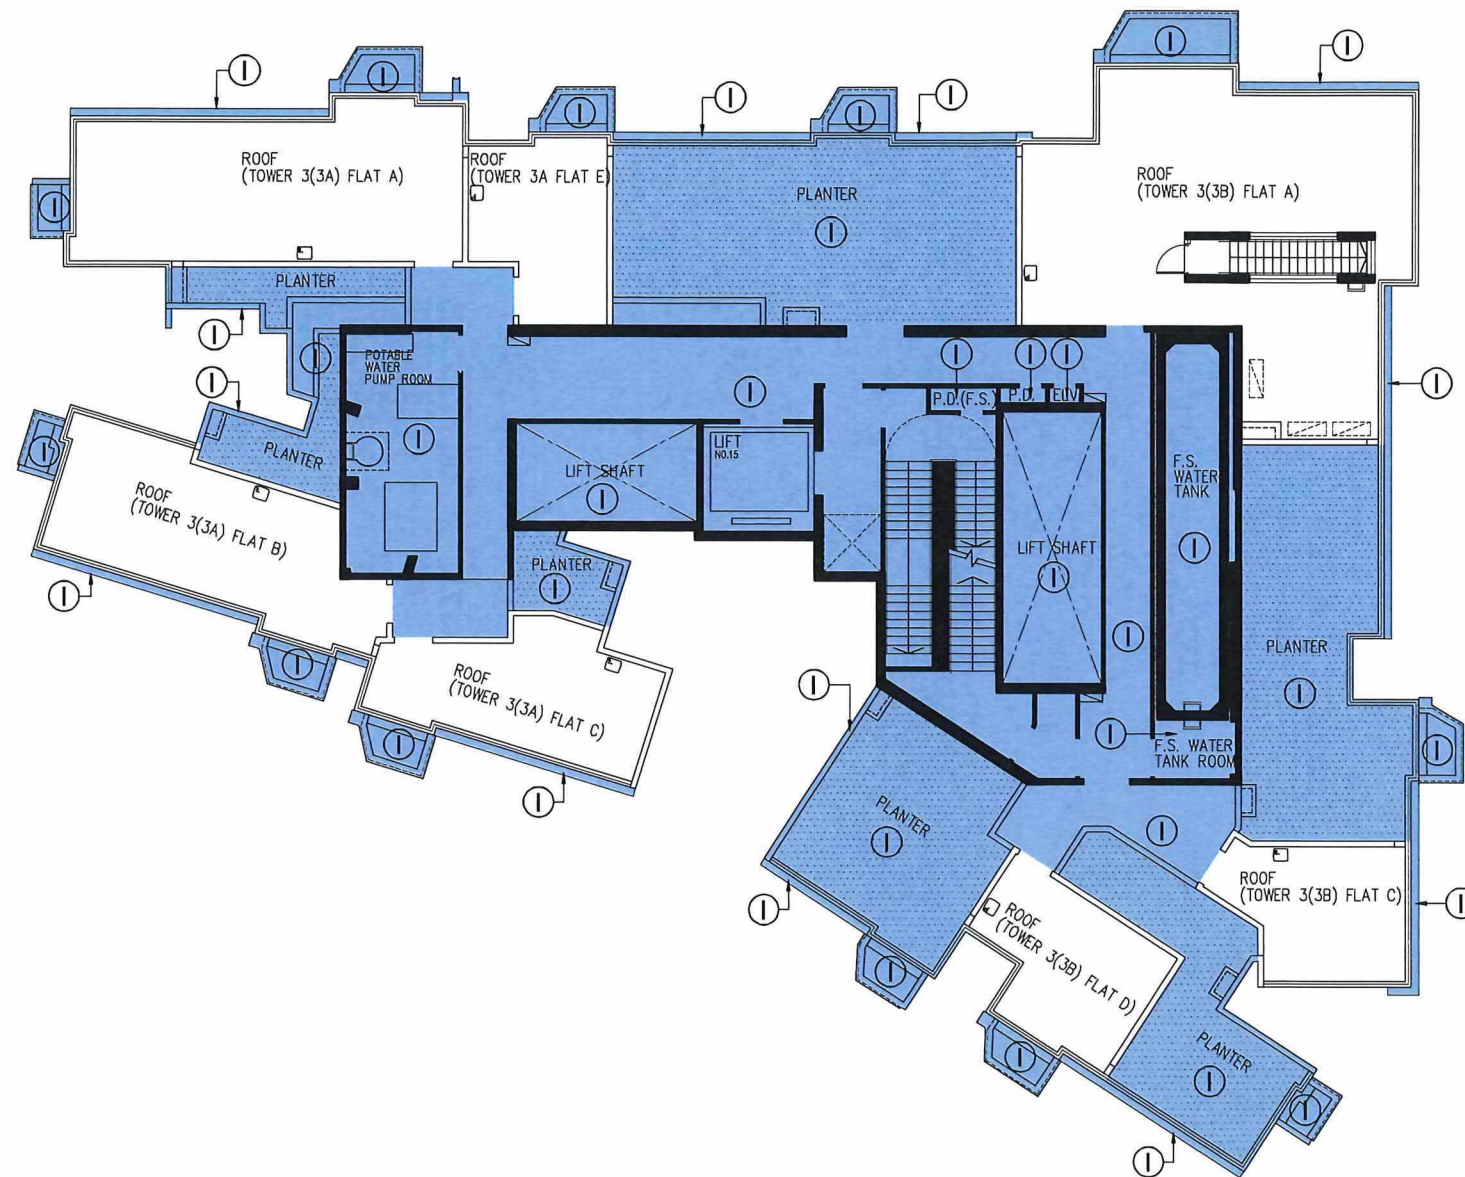 I
I
I
I
I
I
I
I
I
ROOF
(TOWER 3(3A) FLAT A)
ROOF
(TOWER 3A FLAT E)
PLANTER
I
ROOF
(TOWER 3(3B) FLAT A)
I
PLANTER
I
I
POTABLE
WATER
PUMP ROOM
I
I
I
I
I
I
I
P.D.(F.S.)
P.D.
ELV
I
PLANTER
I
LIFT
NO.15
LIFT SHAFT
I
F.S.
WATER
TANK
I
ROOF
(TOWER 3(3A) FLAT B)
I
I
PLANTER
I
LIFT SHAFT
I
I
PLANTER
I
ROOF
(TOWER 3(3A) FLAT C)
I
I
I
I
I
F.S. WATER
TANK ROOM
I
PLANTER
I
I
ROOF
(TOWER 3(3B) FLAT C)
I
I
I
ROOF
(TOWER 3(3B) FLAT D)
I
PLANTER
I
I
I